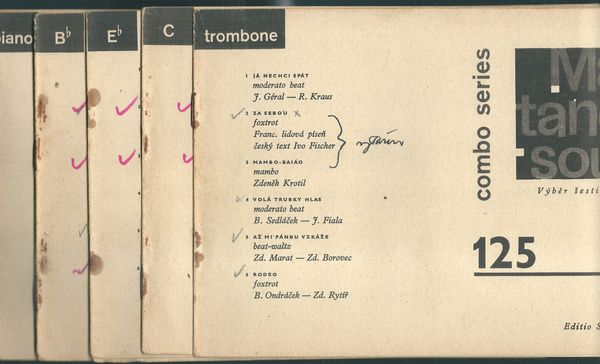 piano
B♭
E♭
C
trombone
1 JÁ NECHCI SPÁT
moderato beat
J. Géral — R. Kraus
2 ZA SEBOU
foxtrot
Franc. lidová píseň
český text Ivo Fischer
3 MAMBO-BAIÃO
mambo
Zdeněk Krotil
4 VOLÁ TRUBKY HLAS
moderato beat
B. Sedláček — J. Fiala
5 AŽ MI PÁNBU VZKÁŽE
beat-waltz
Zd. Marat — Zd. Borovec
6 RODEO
foxtrot
B. Ondráček — Zd. Rytíř
combo series
Ma
tane
sou
Výběr šesti
125
Editio S